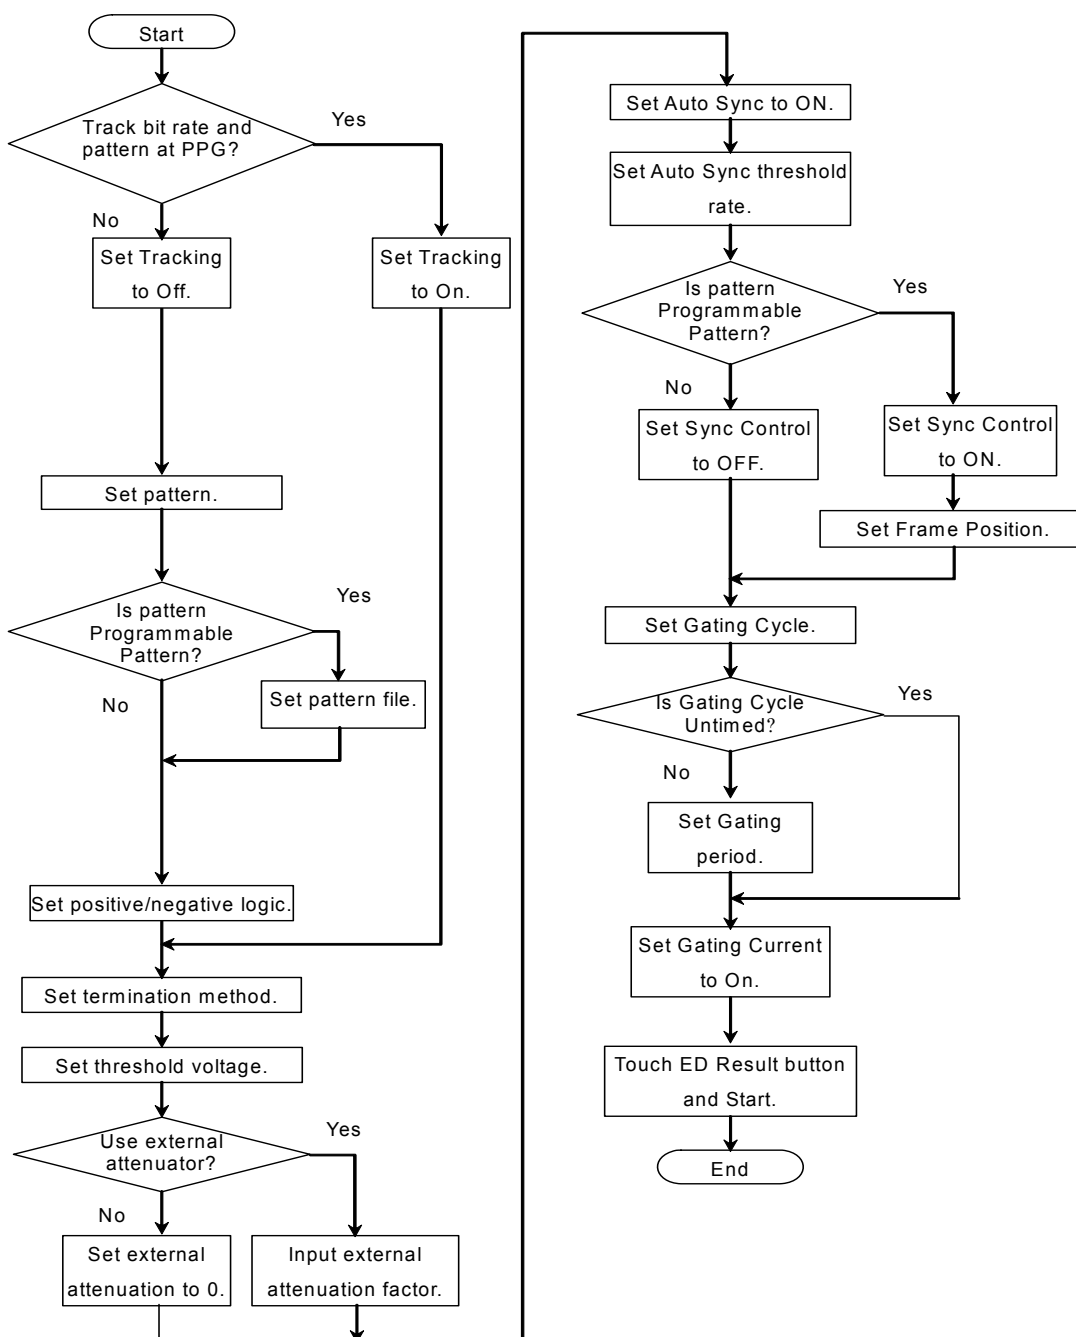 Start
Track bit rate and
pattern at PPG?
Yes
No
Set Tracking
to Off.
Set Tracking
to On.
Set pattern.
Is pattern
Programmable
Pattern?
Yes
No
Set pattern file.
Set positive/negative logic.
Set termination method.
Set threshold voltage.
Use external
attenuator?
Yes
No
Set external
attenuation to 0.
Input external
attenuation factor.
Set Auto Sync to ON.
Set Auto Sync threshold
rate.
Is pattern
Programmable
Pattern?
Yes
No
Set Sync Control
to OFF.
Set Sync Control
to ON.
Set Frame Position.
Set Gating Cycle.
Is Gating Cycle
Untimed?
Yes
No
Set Gating
period.
Set Gating Current
to On.
Touch ED Result button
and Start.
End